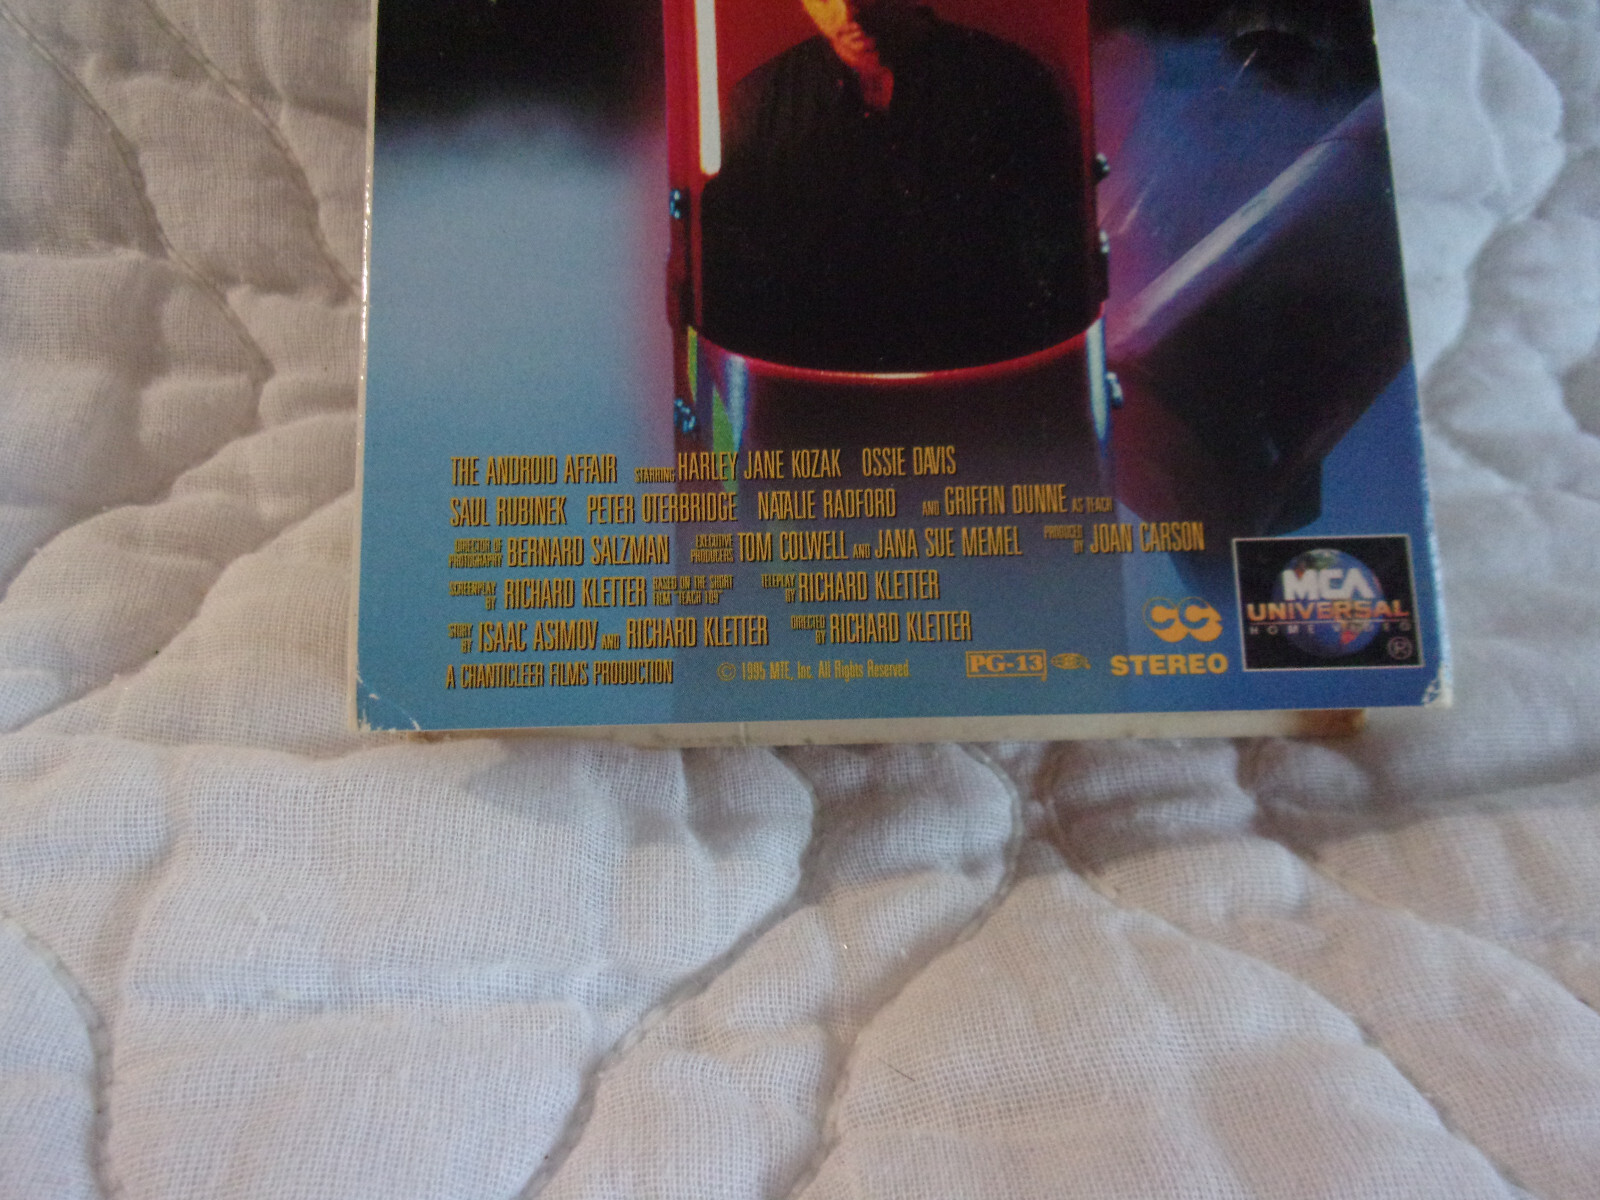 THE ANDROID AFFAIR STARRING HARLEY JANE KOZAK OSSIE DAVIS
SAUL RUBINEK PETER OTERBRIDGE NATALIE RADFORD AND GRIFFIN DUNNE AS TEACH
DIRECTOR OF PHOTOGRAPHY BERNARD SALZMAN EXECUTIVE PRODUCERS TOM COLWELL AND JANA SUE MEMEL PRODUCED BY JOAN CARSON
SCREENPLAY BY RICHARD KLETTER BASED ON THE SHORT FILM "TEACH 109" TELEPLAY BY RICHARD KLETTER
STORY BY ISAAC ASIMOV AND RICHARD KLETTER DIRECTED BY RICHARD KLETTER
A CHANTICLEER FILMS PRODUCTION © 1995 MTE, Inc. All Rights Reserved. PG-13 CC STEREO
MCA
UNIVERSAL
HOME VIDEO
®